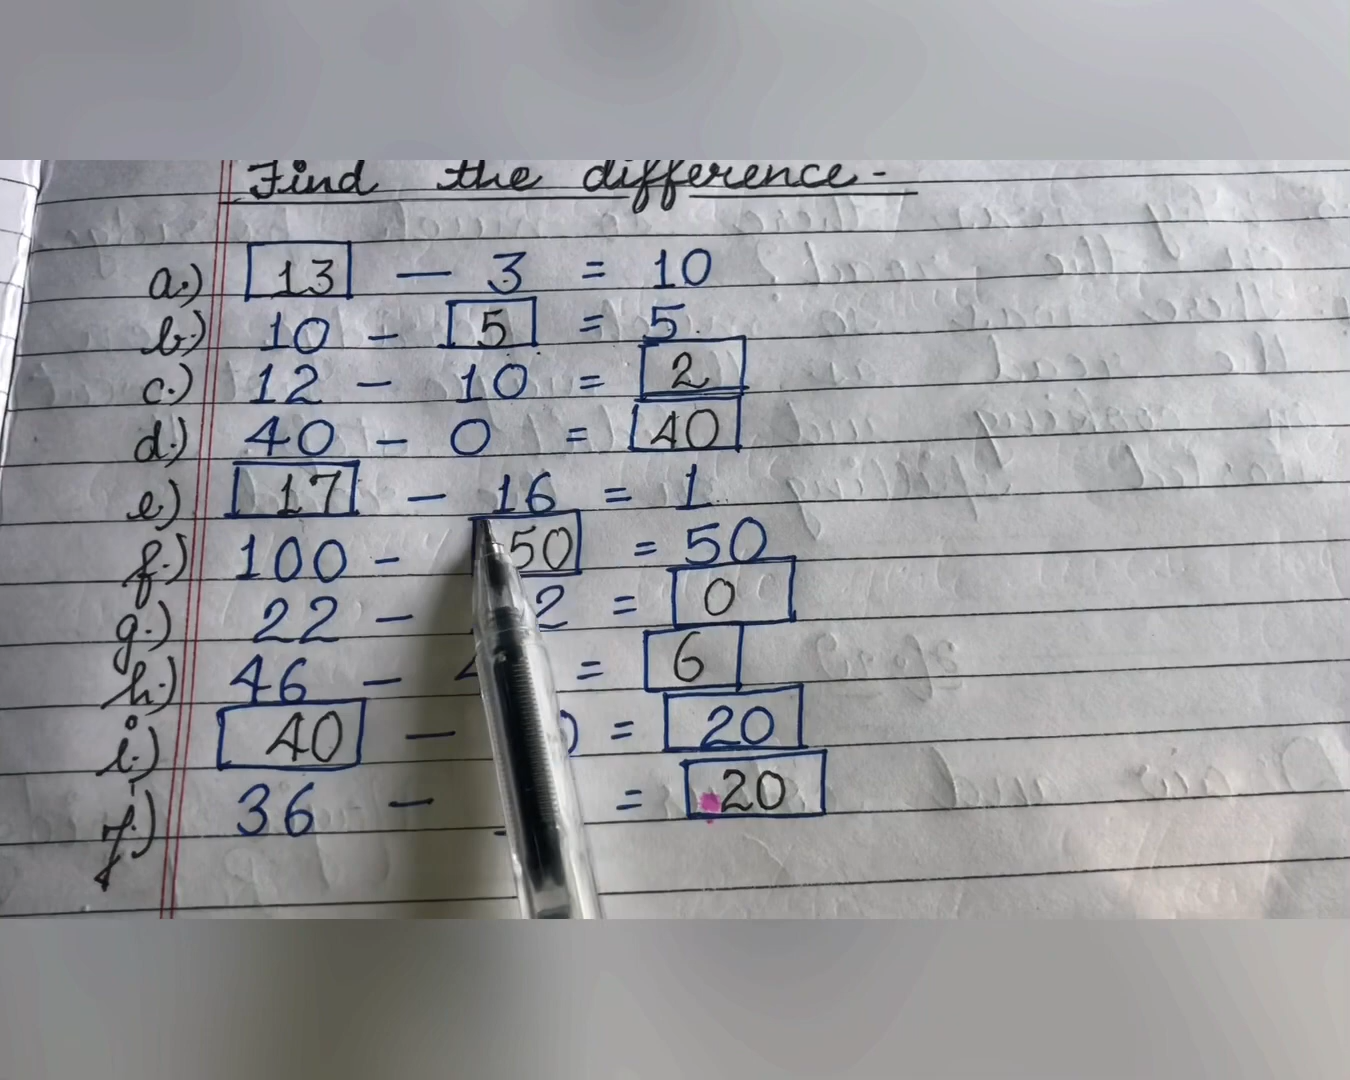 Find the difference-
a.) 13 - 3 = 10
b.) 10 - 5 = 5
c.) 12 - 10 = 2
d.) 40 - 0 = 40
e.) 17 - 16 = 1
f.) 100 - 50 = 50
g.) 22 - 2 = 0
h.) 46 - = 6
i.) 40 - = 20
j.) 36 - = 20